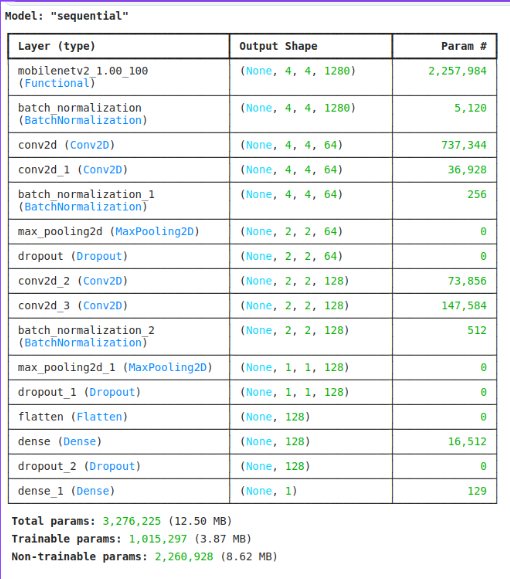 Model: "sequential"
Layer (type) Output Shape Param #
mobilenetv2_1.00_100 (None, 4, 4, 1280) 2,257,984
(Functional)
batch_normalization (None, 4, 4, 1280) 5,120
(BatchNormalization)
conv2d (Conv2D) (None, 4, 4, 64) 737,344
conv2d_1 (Conv2D) (None, 4, 4, 64) 36,928
batch_normalization_1 (None, 4, 4, 64) 256
(BatchNormalization)
max_pooling2d (MaxPooling2D) (None, 2, 2, 64) 0
dropout (Dropout) (None, 2, 2, 64) 0
conv2d_2 (Conv2D) (None, 2, 2, 128) 73,856
conv2d_3 (Conv2D) (None, 2, 2, 128) 147,584
batch_normalization_2 (None, 2, 2, 128) 512
(BatchNormalization)
max_pooling2d_1 (MaxPooling2D) (None, 1, 1, 128) 0
dropout_1 (Dropout) (None, 1, 1, 128) 0
flatten (Flatten) (None, 128) 0
dense (Dense) (None, 128) 16,512
dropout_2 (Dropout) (None, 128) 0
dense_1 (Dense) (None, 1) 129
Total params: 3,276,225 (12.50 MB)
Trainable params: 1,015,297 (3.87 MB)
Non-trainable params: 2,260,928 (8.62 MB)